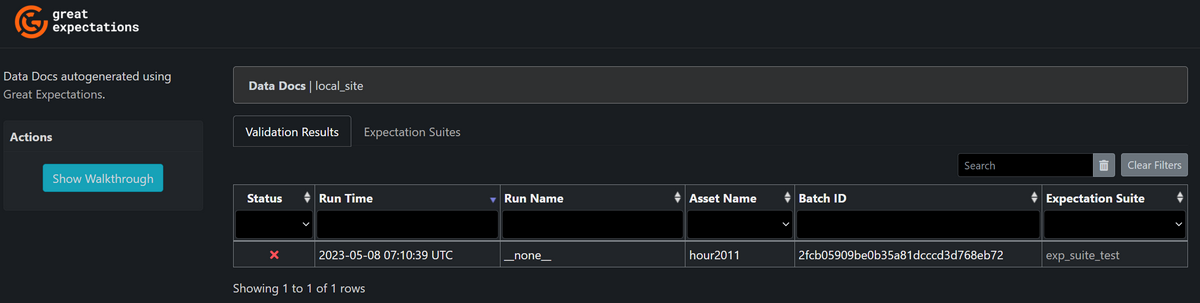 great
expectations
Data Docs autogenerated using
Great Expectations.
Actions
Show Walkthrough
Data Docs | local_site
Validation Results Expectation Suites
Search Clear Filters
Status Run Time Run Name Asset Name Batch ID Expectation Suite
2023-05-08 07:10:39 UTC __none__ hour2011 2fcb05909be0b35a81dcccd3d768eb72 exp_suite_test
Showing 1 to 1 of 1 rows